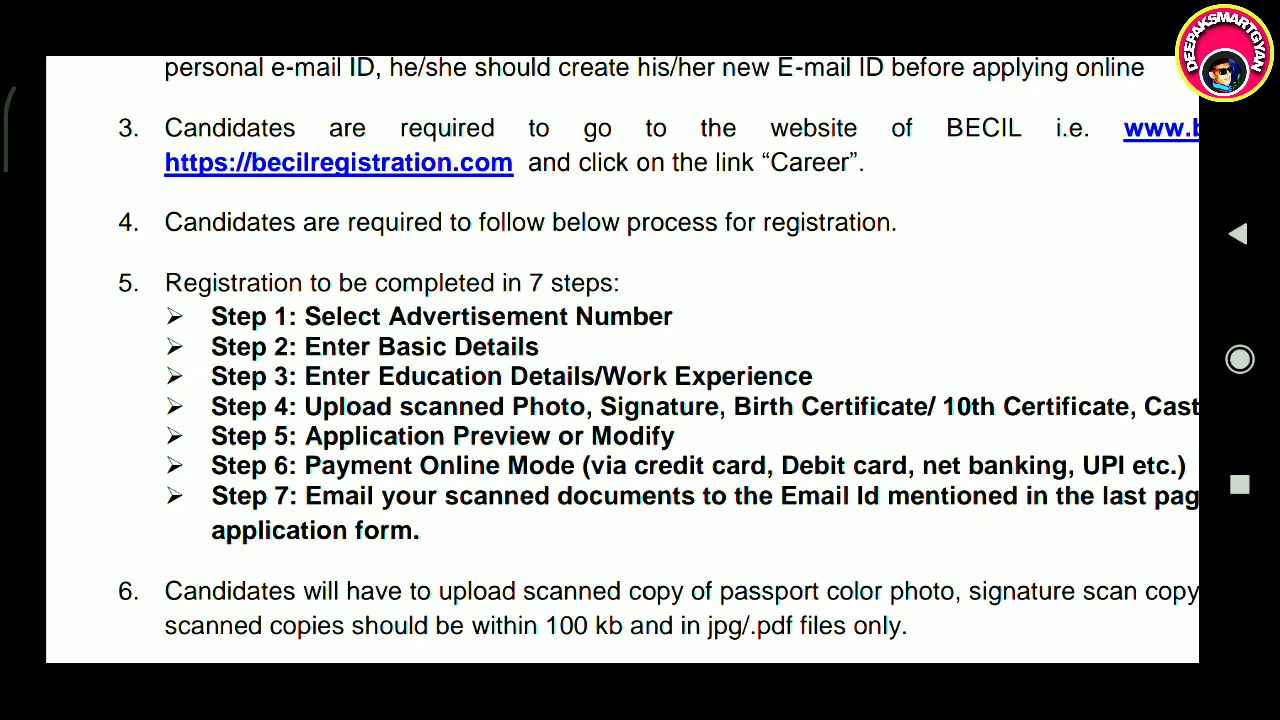 DEEPAKSMARTGYAN
personal e-mail ID, he/she should create his/her new E-mail ID before applying online
3. Candidates are required to go to the website of BECIL i.e. www.b
https://becilregistration.com and click on the link “Career”.
4. Candidates are required to follow below process for registration.
5. Registration to be completed in 7 steps:
➢ Step 1: Select Advertisement Number
➢ Step 2: Enter Basic Details
➢ Step 3: Enter Education Details/Work Experience
➢ Step 4: Upload scanned Photo, Signature, Birth Certificate/ 10th Certificate, Cast
➢ Step 5: Application Preview or Modify
➢ Step 6: Payment Online Mode (via credit card, Debit card, net banking, UPI etc.)
➢ Step 7: Email your scanned documents to the Email Id mentioned in the last pag
application form.
6. Candidates will have to upload scanned copy of passport color photo, signature scan copy
scanned copies should be within 100 kb and in jpg/.pdf files only.